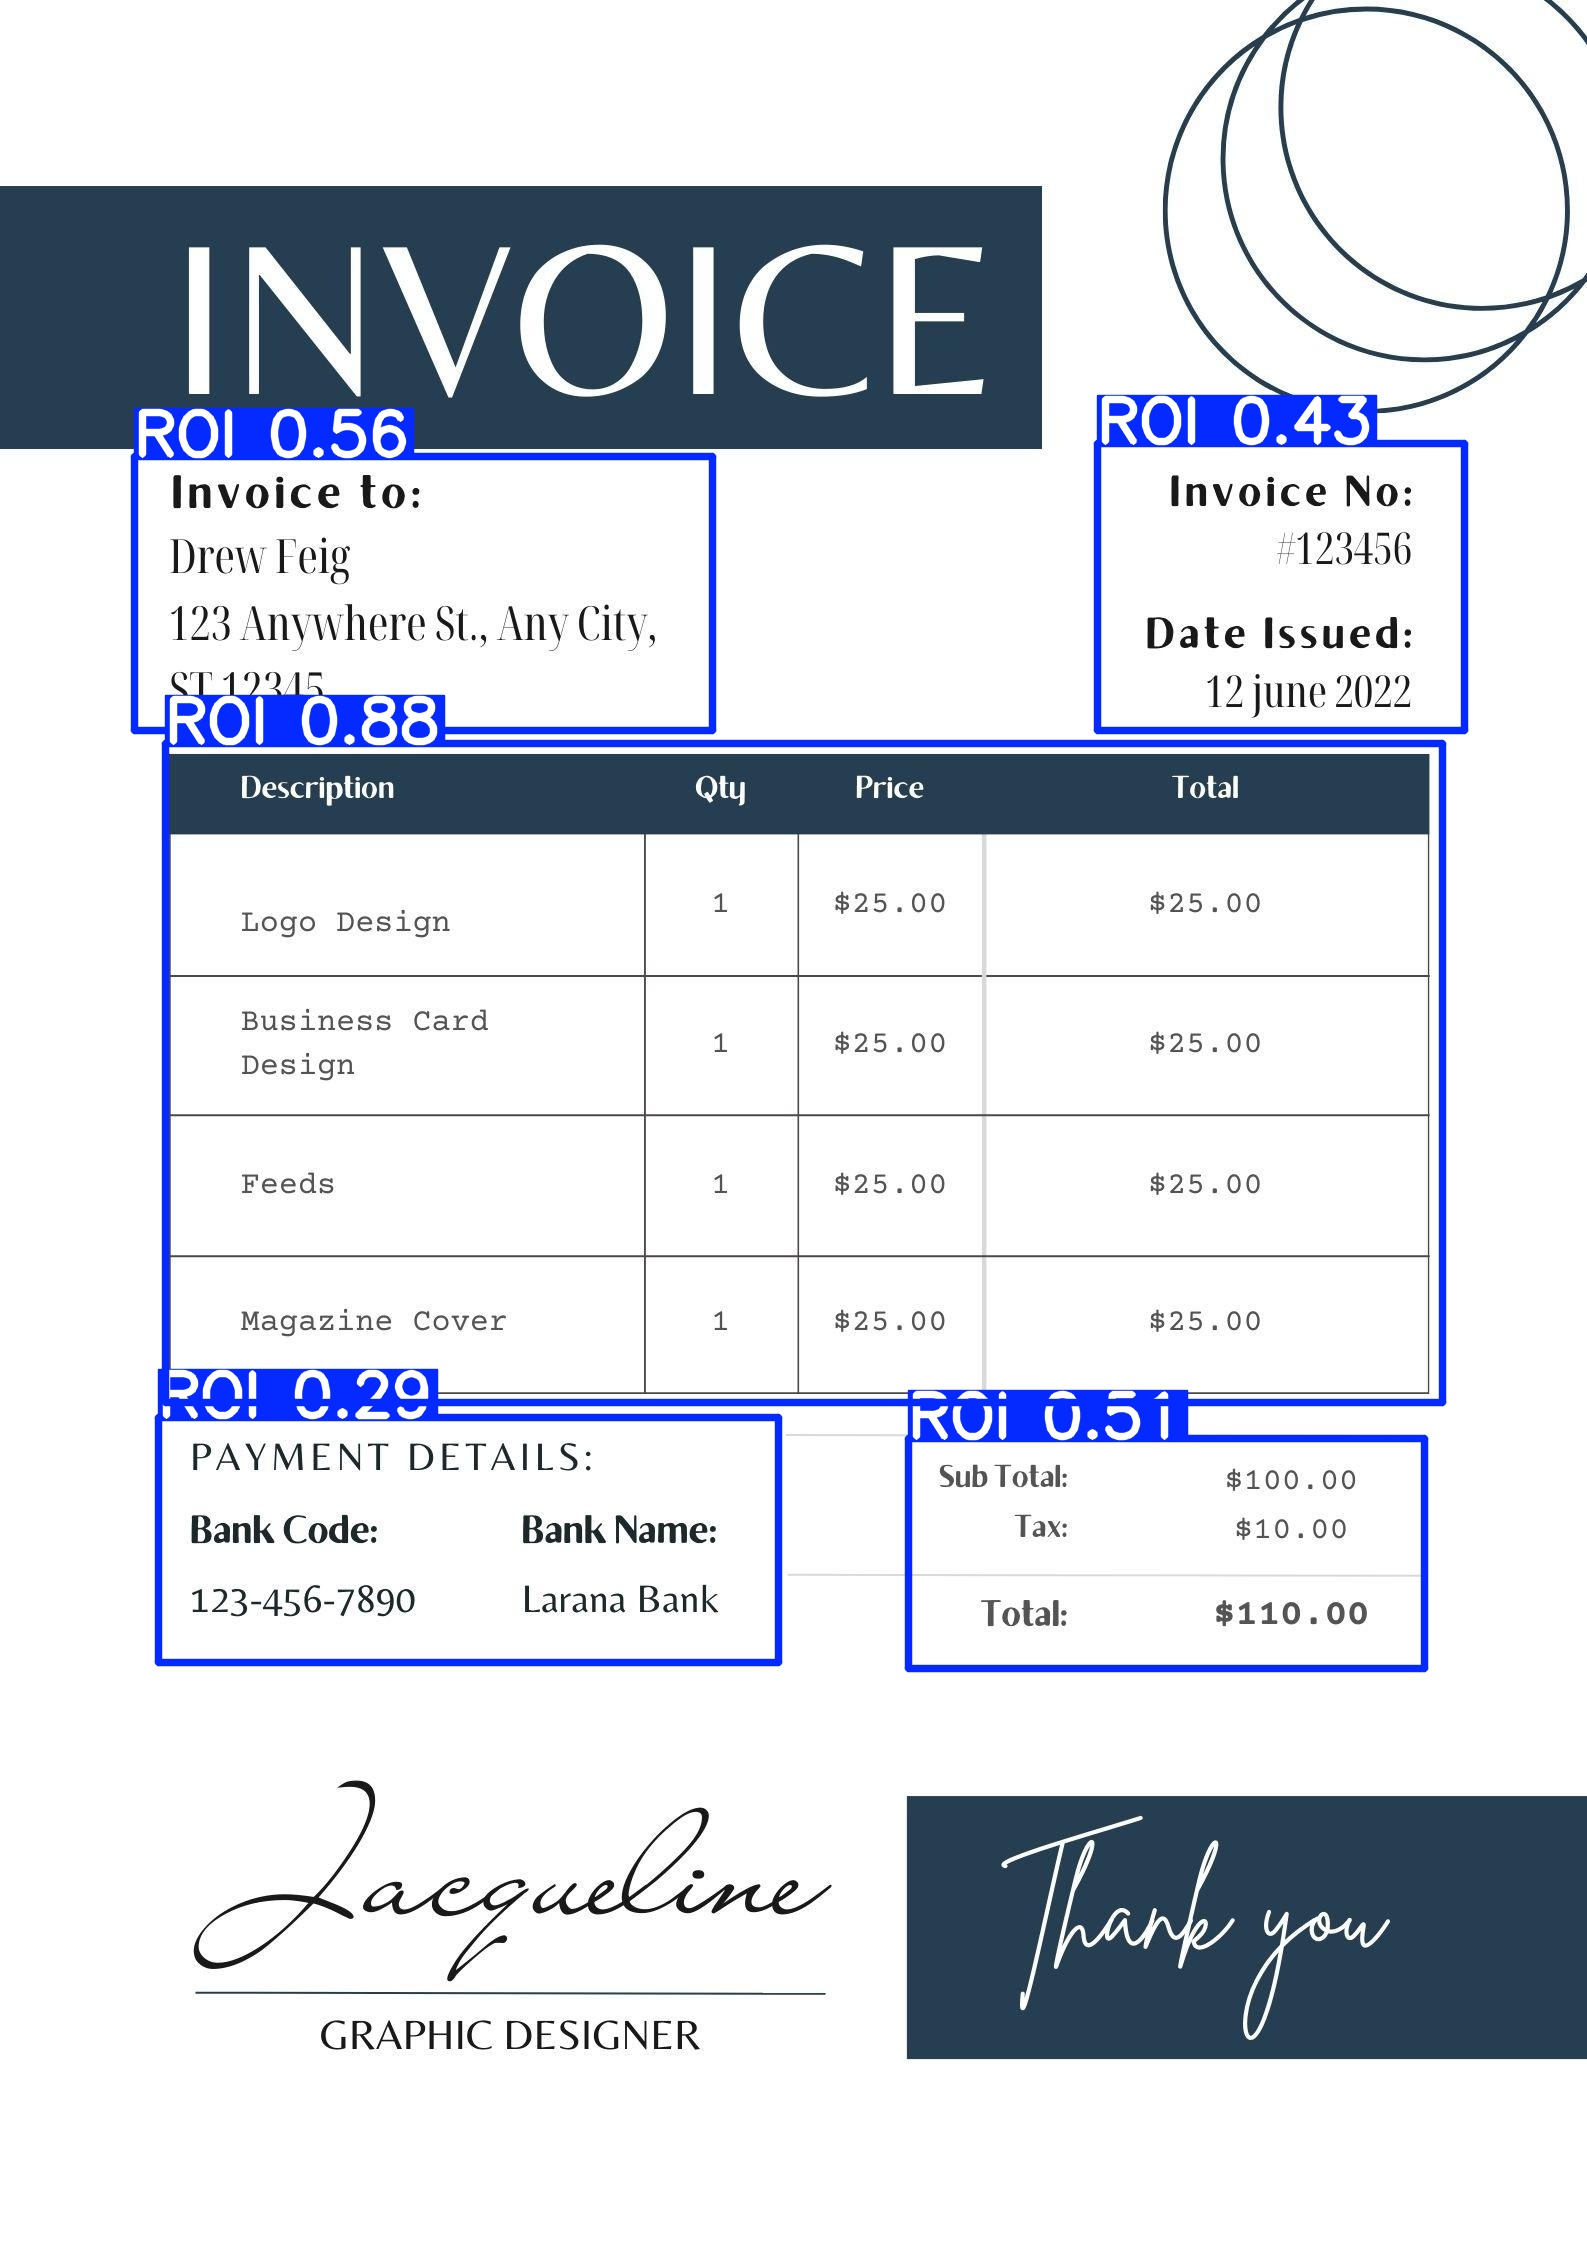 INVOICE
ROI 0.56
ROI 0.43
Invoice to:
Drew Feig
123 Anywhere St., Any City,
ST 12345
Invoice No:
#123456
Date Issued:
12 june 2022
ROI 0.88
Description Qty Price Total
Logo Design 1 $25.00 $25.00
Business Card
Design 1 $25.00 $25.00
Feeds 1 $25.00 $25.00
Magazine Cover 1 $25.00 $25.00
ROI 0.29
PAYMENT DETAILS:
Bank Code: Bank Name:
123-456-7890 Larana Bank
ROI 0.51
Sub Total: $100.00
Tax: $10.00
Total: $110.00
Jacqueline
GRAPHIC DESIGNER
Thank you